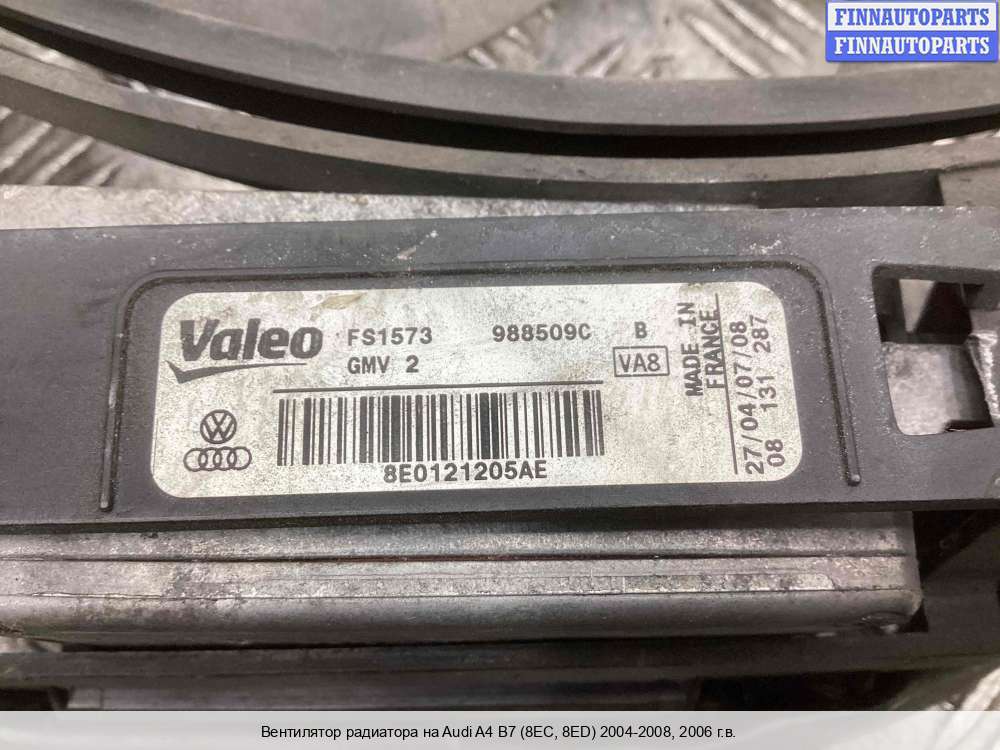 FINNAUTOPARTS
FINNAUTOPARTS
Valeo FS1573 988509C B
GMV 2 VA8
MADE IN
FRANCE
27/04/07/08
08 131 287
8E0121205AE
Вентилятор радиатора на Audi A4 B7 (8EC, 8ED) 2004-2008, 2006 г.в.